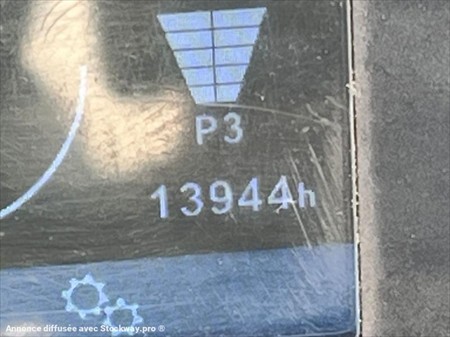 P3
13944h
Annonce diffusée avec Stockway.pro ®